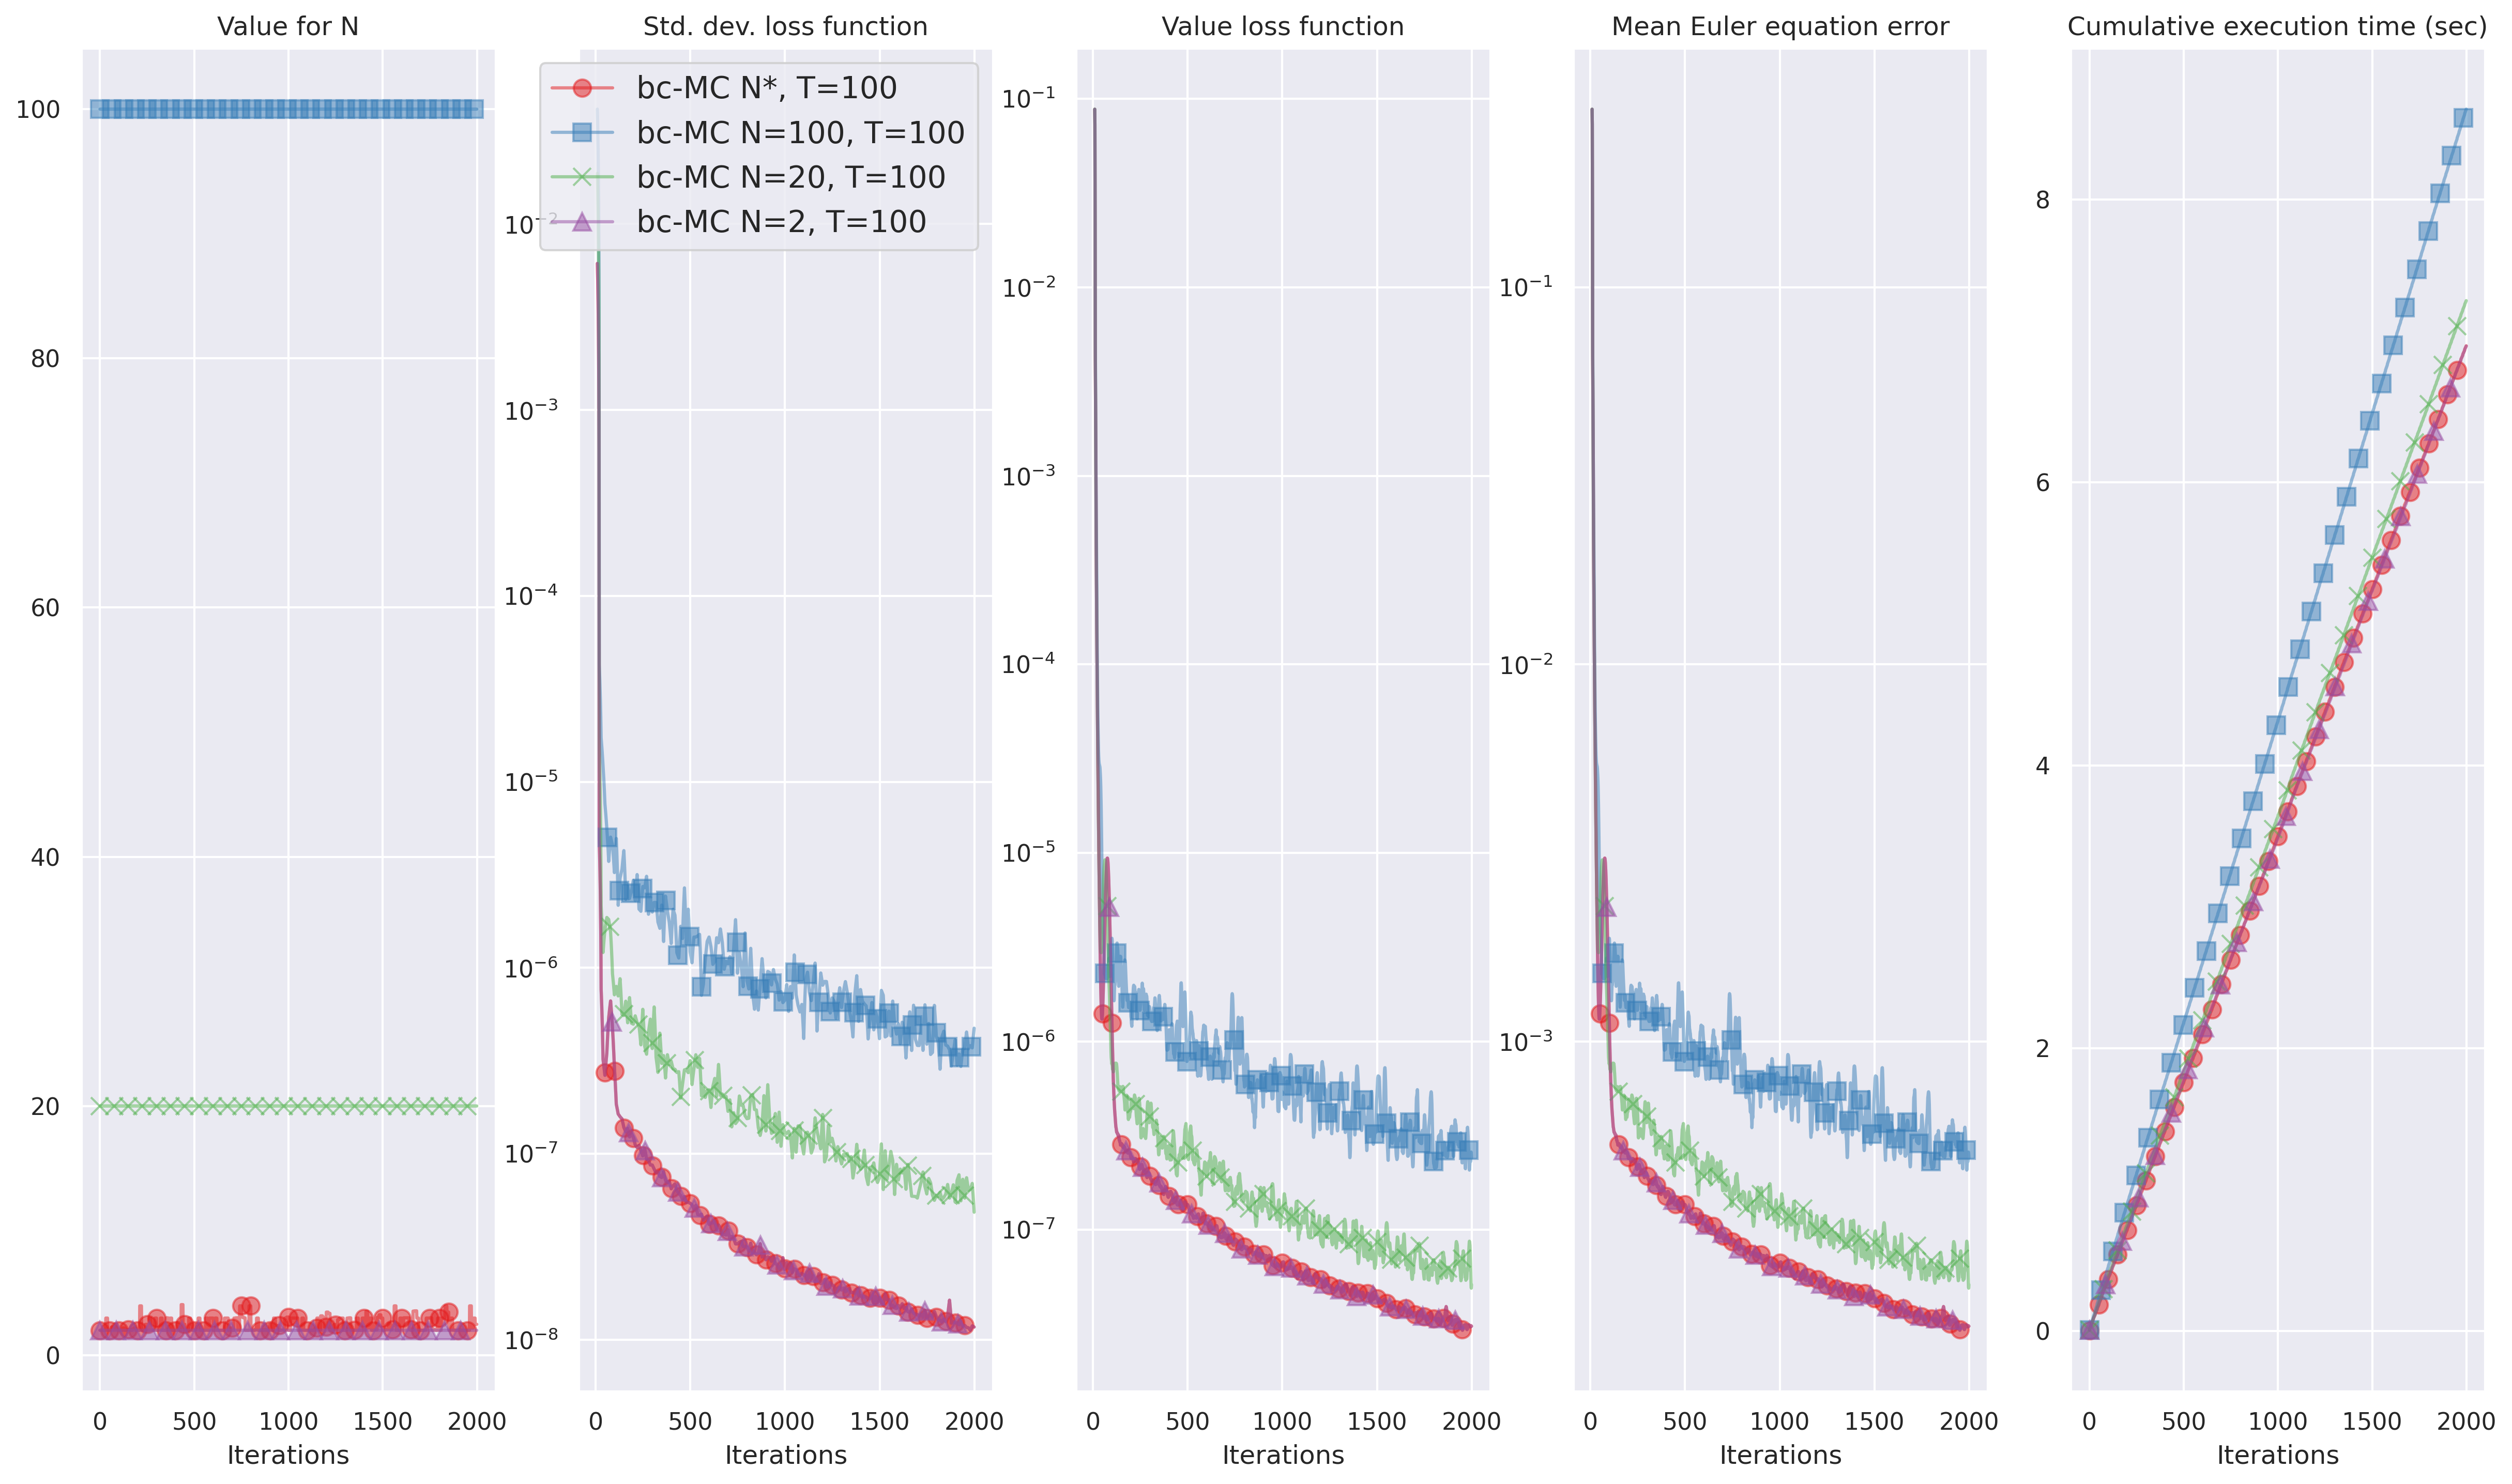 Value for N
100
80
60
40
20
0
0 500 1000 1500 2000
Iterations
Std. dev. loss function
bc-MC N*, T=100
bc-MC N=100, T=100
bc-MC N=20, T=100
bc-MC N=2, T=100
10⁻²
10⁻³
10⁻⁴
10⁻⁵
10⁻⁶
10⁻⁷
10⁻⁸
0 500 1000 1500 2000
Iterations
Value loss function
10⁻¹
10⁻²
10⁻³
10⁻⁴
10⁻⁵
10⁻⁶
10⁻⁷
0 500 1000 1500 2000
Iterations
Mean Euler equation error
10⁻¹
10⁻²
10⁻³
0 500 1000 1500 2000
Iterations
Cumulative execution time (sec)
8
6
4
2
0
0 500 1000 1500 2000
Iterations